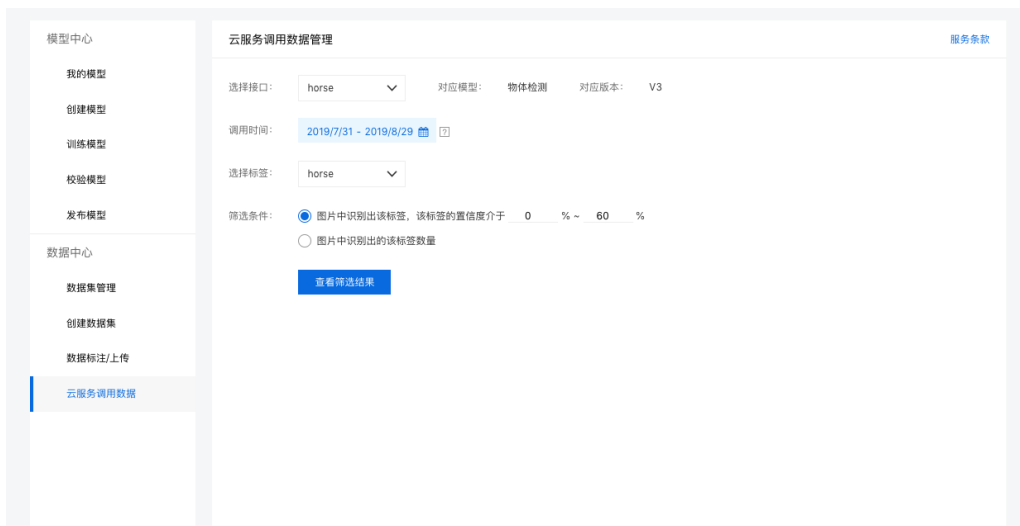 模型中心
我的模型
创建模型
训练模型
校验模型
发布模型
数据中心
数据集管理
创建数据集
数据标注/上传
云服务调用数据
云服务调用数据管理 服务条款
选择接口： horse 对应模型： 物体检测 对应版本： V3
调用时间： 2019/7/31 - 2019/8/29 ?
选择标签： horse
筛选条件： 图片中识别出该标签，该标签的置信度介于 0 % ~ 60 %
图片中识别出的该标签数量
查看筛选结果